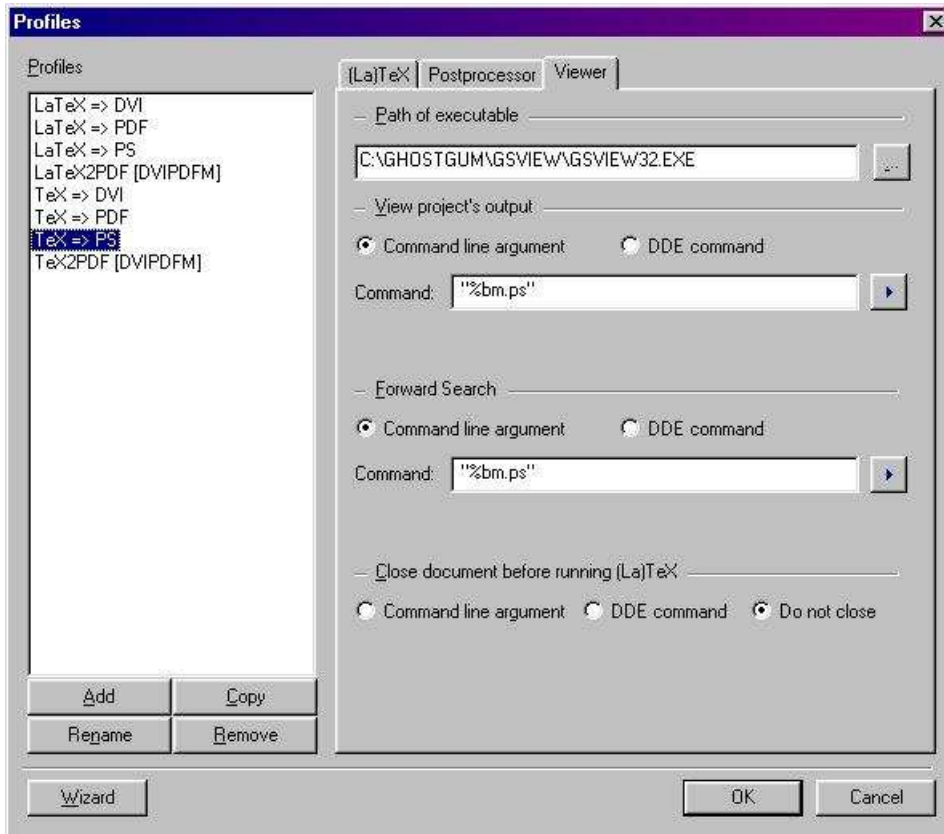 Profiles
Profiles
LaTeX => DVI
LaTeX => PDF
LaTeX => PS
LaTeX2PDF [DVIPDFM]
TeX => DVI
TeX => PDF
TeX => PS
TeX2PDF [DVIPDFM]
Add Copy
Rename Remove
(La)TeX Postprocessor Viewer
Path of executable
C:\GHOSTGUM\GSVIEW\GSVIEW32.EXE ...
View project's output
Command line argument DDE command
Command: "%bm.ps"
Forward Search
Command line argument DDE command
Command: "%bm.ps"
Close document before running (La)TeX
Command line argument DDE command Do not close
Wizard OK Cancel